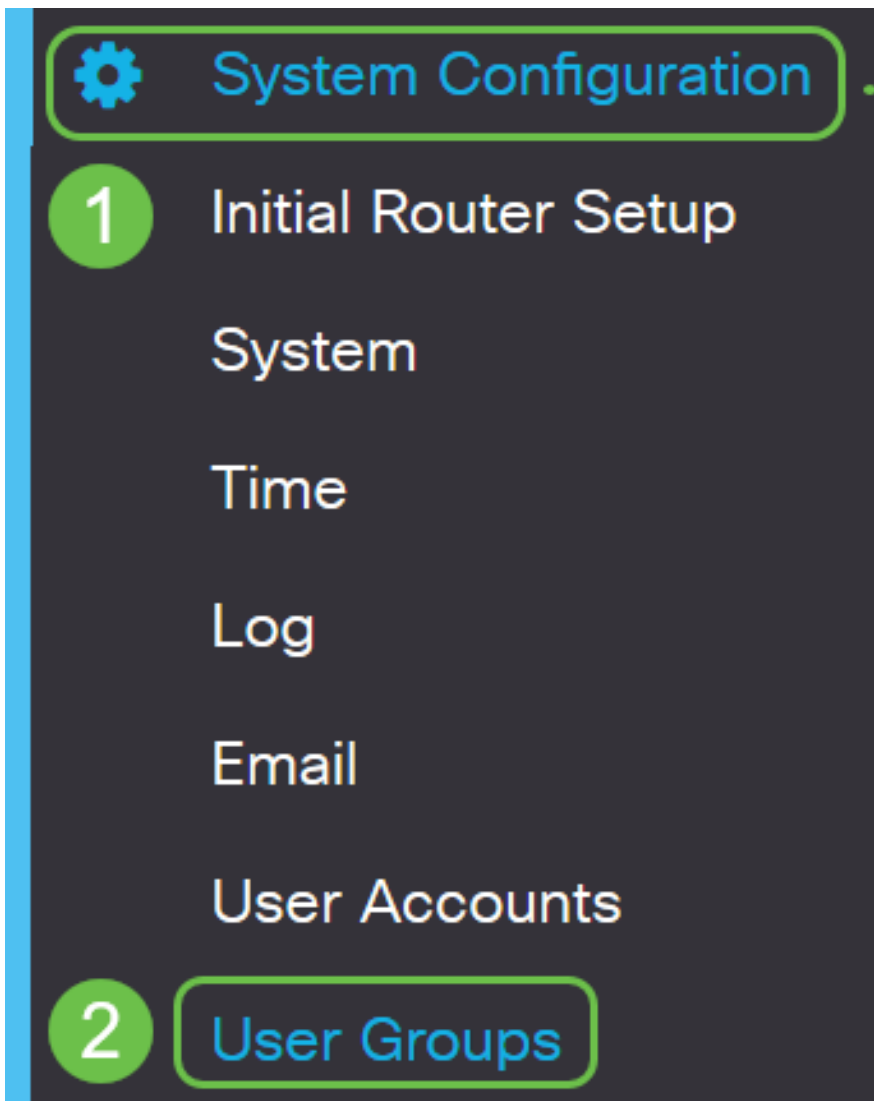 System Configuration
1 Initial Router Setup
System
Time
Log
Email
User Accounts
2 User Groups